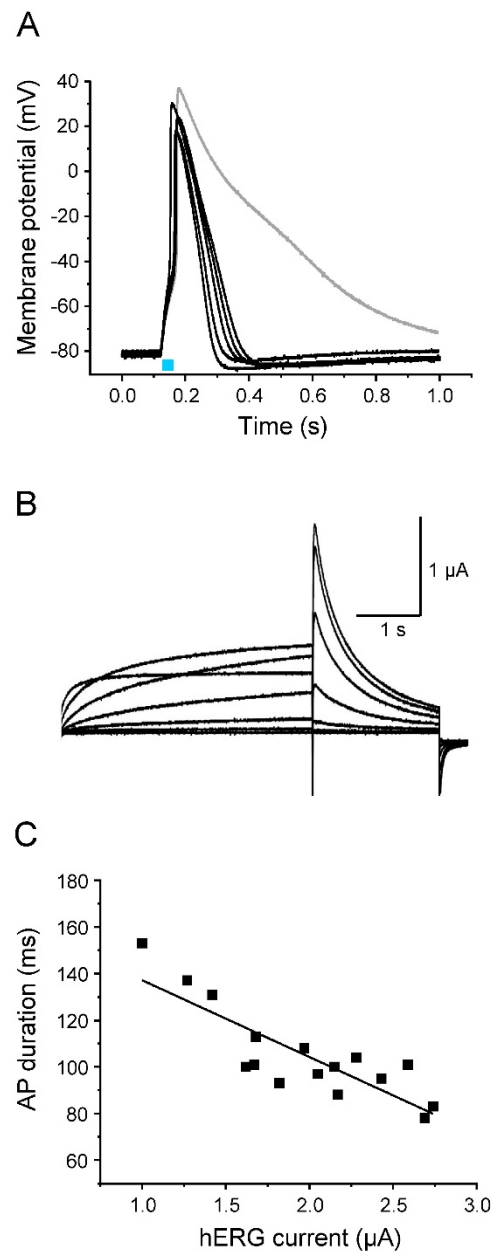 A
Membrane potential (mV)
40
20
0
-20
-40
-60
-80
0.0 0.2 0.4 0.6 0.8 1.0
Time (s)
B
1 µA
1 s
C
AP duration (ms)
180
160
140
120
100
80
60
1.0 1.5 2.0 2.5 3.0
hERG current (µA)